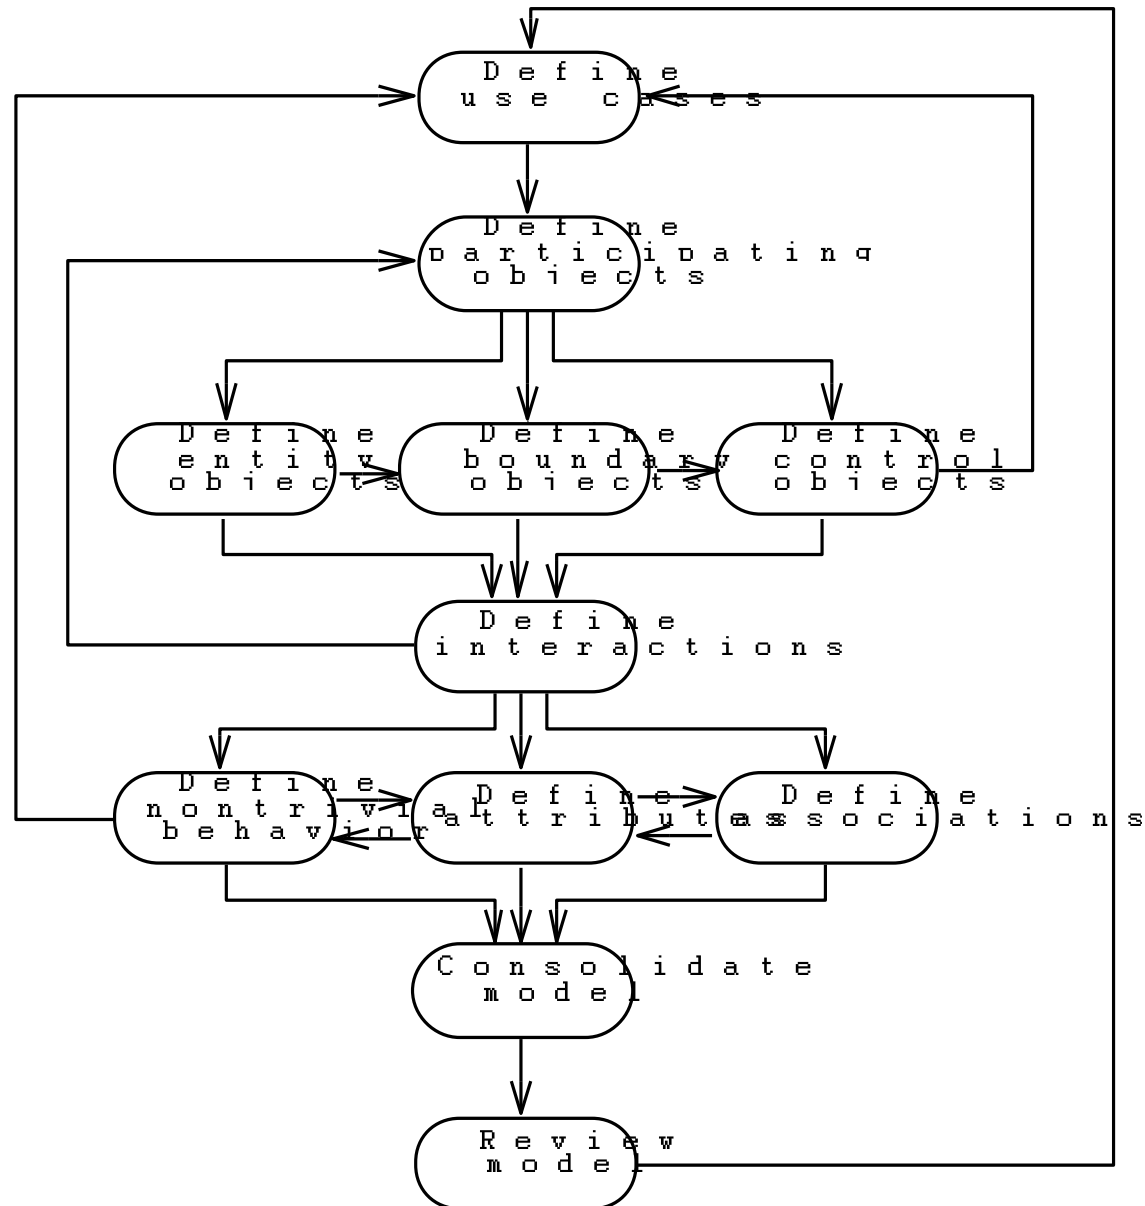 Define
use cases
Define
participating
objects
Define
entity
objects
Define
boundary
objects
Define
control
objects
Define
interactions
Define
nontrivial
behavior
Define
attributes
Define
associations
Consolidate
model
Review
model